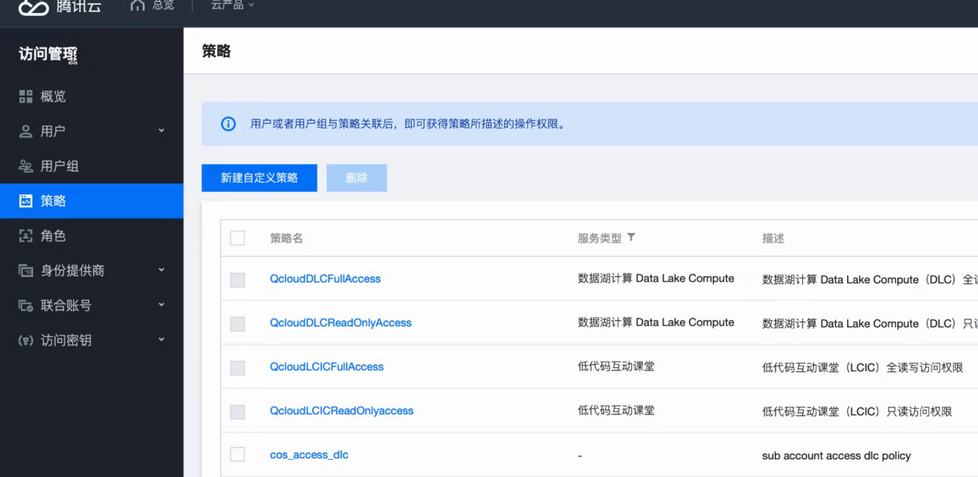 腾讯云 总览 云产品
访问管理
策略
概览
用户
用户组
策略
角色
身份提供商
联合账号
访问密钥
用户或者用户组与策略关联后，即可获得策略所描述的操作权限。
新建自定义策略 删除
策略名 服务类型 描述
QcloudDLCFullAccess 数据湖计算 Data Lake Compute 数据湖计算 Data Lake Compute（DLC）全
QcloudDLCReadOnlyAccess 数据湖计算 Data Lake Compute 数据湖计算 Data Lake Compute（DLC）只
QcloudLCICFullAccess 低代码互动课堂 低代码互动课堂（LCIC）全读写访问权限
QcloudLCICReadOnlyaccess 低代码互动课堂 低代码互动课堂（LCIC）只读访问权限
cos_access_dlc - sub account access dlc policy